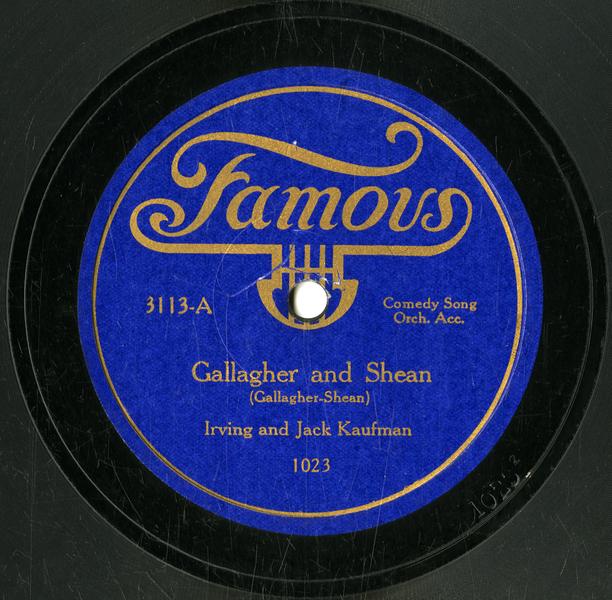 Famous
3113-A
Comedy Song
Orch. Acc.
Gallagher and Shean
(Gallagher-Shean)
Irving and Jack Kaufman
1023